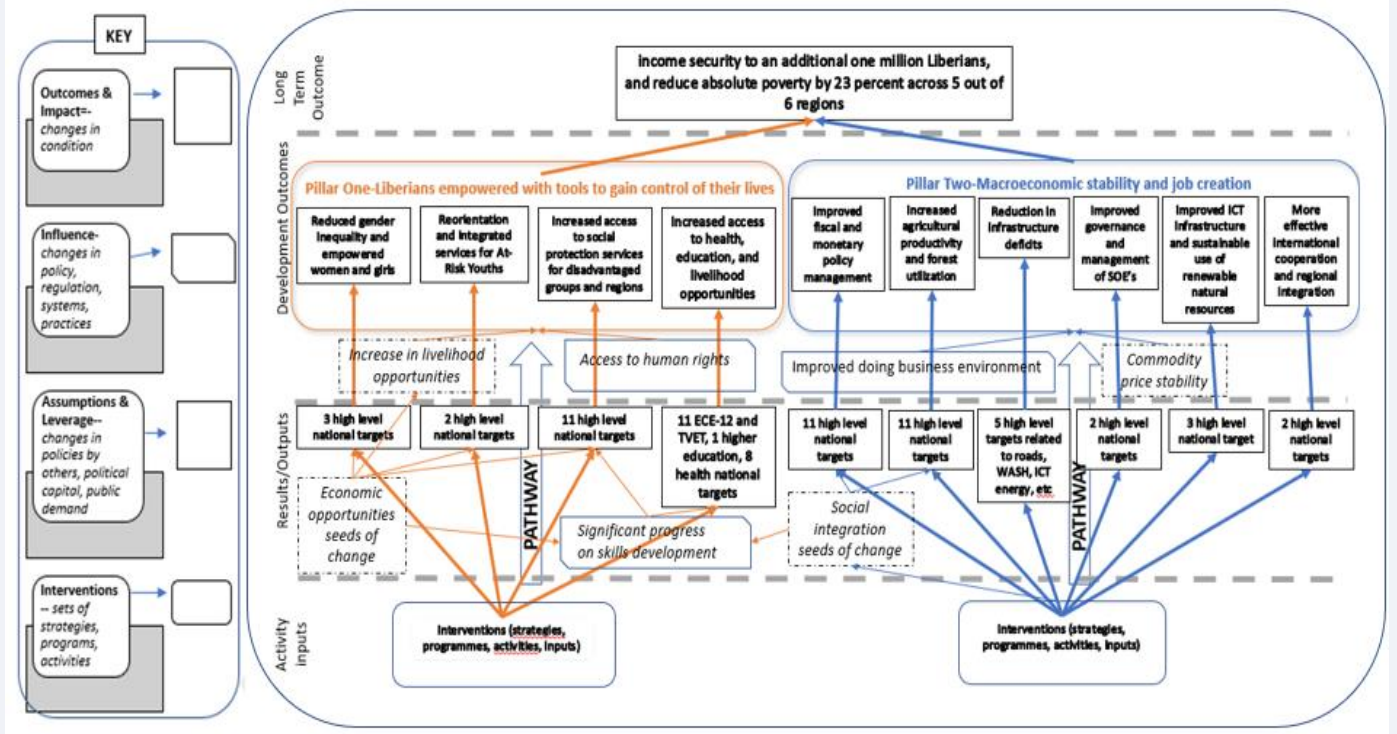 KEY
Outcomes &
Impact=-
changes in
condition
Influence-
changes in
policy,
regulation,
systems,
practices
Assumptions &
Leverage--
changes in
policies by
others, political
capital, public
demand
Interventions
-- sets of
strategies,
programs,
activities
Long
Term
Outcome
income security to an additional one million Liberians,
and reduce absolute poverty by 23 percent across 5 out of
6 regions
Development Outcomes
Pillar One-Liberians empowered with tools to gain control of their lives
Reduced gender
inequality and
empowered
women and girls
Reorientation
and integrated
services for At-
Risk Youths
Increased access
to social
protection services
for disadvantaged
groups and regions
Increased access
to health,
education, and
livelihood
opportunities
Pillar Two-Macroeconomic stability and job creation
Improved
fiscal and
monetary
policy
management
Increased
agricultural
productivity
and forest
utilization
Reduction in
infrastructure
deficits
Improved
governance
and
management
of SOE's
Improved ICT
infrastructure
and sustainable
use of
renewable
natural
resources
More
effective
international
cooperation
and regional
integration
Increase in livelihood
opportunities
Access to human rights
Improved doing business environment
Commodity
price stability
Results/Outputs
3 high level
national targets
2 high level
national targets
11 high level
national targets
11 ECE-12 and
TVET, 1 higher
education, 8
health national
targets
11 high level
national
targets
11 high level
national
targets
5 high level
targets related
to roads,
WASH, ICT
energy, etc
2 high level
national
targets
3 high level
national target
2 high level
national
targets
Economic
opportunities
seeds of
change
PATHWAY
Significant progress
on skills development
Social
integration
seeds of change
PATHWAY
Activity
inputs
Interventions (strategies,
programmes, activities, inputs)
Interventions (strategies,
programmes, activities, inputs)